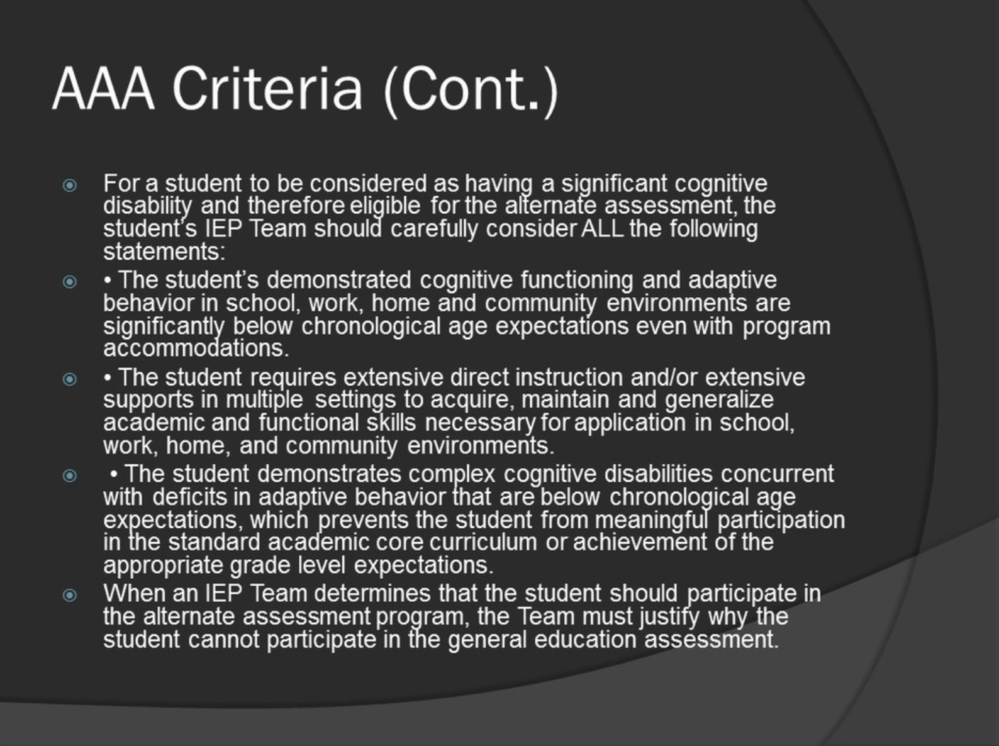 AAA Criteria (Cont.)
For a student to be considered as having a significant cognitive
disability and therefore eligible for the alternate assessment, the
student’s IEP Team should carefully consider ALL the following
statements:
• The student’s demonstrated cognitive functioning and adaptive
behavior in school, work, home and community environments are
significantly below chronological age expectations even with program
accommodations.
• The student requires extensive direct instruction and/or extensive
supports in multiple settings to acquire, maintain and generalize
academic and functional skills necessary for application in school,
work, home, and community environments.
• The student demonstrates complex cognitive disabilities concurrent
with deficits in adaptive behavior that are below chronological age
expectations, which prevents the student from meaningful participation
in the standard academic core curriculum or achievement of the
appropriate grade level expectations.
When an IEP Team determines that the student should participate in
the alternate assessment program, the Team must justify why the
student cannot participate in the general education assessment.